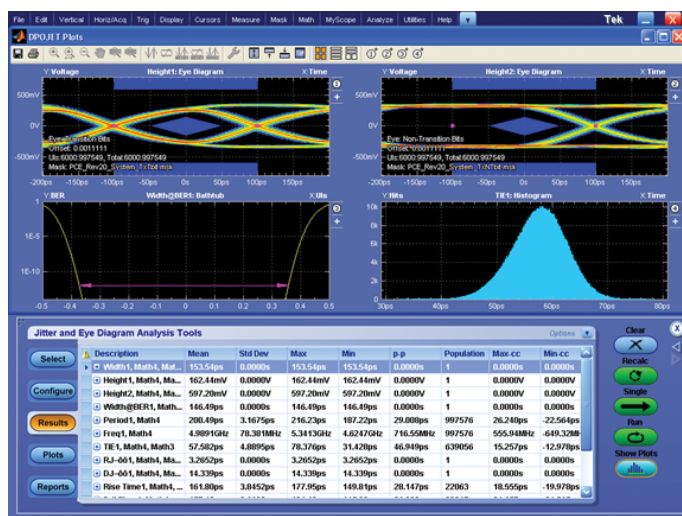 File Edit Vertical Horiz/Acq Trig Display Cursors Measure Mask Math MyScope Analyze Utilities Help Tek
DPOJET Plots
Y:Voltage Height1: Eye Diagram X:Time
500mV
0V
-500mV
Eye: Transition Bits
Offset: 0.0011111
UIs:6000:997549, Total:6000:997549
Mask: PCE_Rev20_System_1xTbit.msk
-200ps -150ps -100ps -50ps 0s 50ps 100ps 150ps
Y:Voltage Height2: Eye Diagram X:Time
500mV
0V
-500mV
Eye: Non-Transition Bits
Offset: 0.0011111
UIs:6000:997549, Total:6000:997549
Mask: PCE_Rev20_System_1xNTbit.msk
-200ps -150ps -100ps -50ps 0s 50ps 100ps 150ps
Y:BER Width@BER1: Bathtub X:UIs
1
1E-5
1E-10
-0.5 -0.4 -0.3 -0.2 -0.1 0.0 0.1 0.2 0.3 0.4 0.5
Y:Hits TIE1: Histogram X:Time
10k
8k
6k
4k
2k
0
30ps 40ps 50ps 60ps 70ps 80ps
Jitter and Eye Diagram Analysis Tools
Options
Clear
Select
Configure
Results
Plots
Reports
Description Mean Std Dev Max Min p-p Population Max-cc Min-cc
Width1, Math4, Mat... 153.54ps 0.0000s 153.54ps 153.54ps 0.0000s 1 0.0000s 0.0000s
Height1, Math4, Ma... 162.44mV 0.0000V 162.44mV 162.44mV 0.0000V 1 0.0000V 0.0000V
Height2, Math4, Ma... 597.20mV 0.0000V 597.20mV 597.20mV 0.0000V 1 0.0000V 0.0000V
Width@BER1, Math... 146.49ps 0.0000s 146.49ps 146.49ps 0.0000s 1 0.0000s 0.0000s
Period1, Math4 200.49ps 3.1675ps 216.23ps 187.22ps 29.008ps 997576 26.240ps -22.564ps
Freq1, Math4 4.9891GHz 78.381MHz 5.3413GHz 4.6247GHz 716.55MHz 997576 555.94MHz -649.32MHz
TIE1, Math4, Math3 57.582ps 4.8895ps 78.376ps 31.428ps 46.949ps 639056 15.257ps -12.978ps
RJ-δδ1, Math4, Ma... 3.2652ps 0.0000s 3.2652ps 3.2652ps 0.0000s 1 0.0000s 0.0000s
DJ-δδ1, Math4, Ma... 14.339ps 0.0000s 14.339ps 14.339ps 0.0000s 1 0.0000s 0.0000s
Rise Time1, Math4, ... 161.80ps 3.8452ps 177.95ps 149.81ps 28.147ps 22063 18.555ps -19.978ps
Recalc
Single
Run
Show Plots